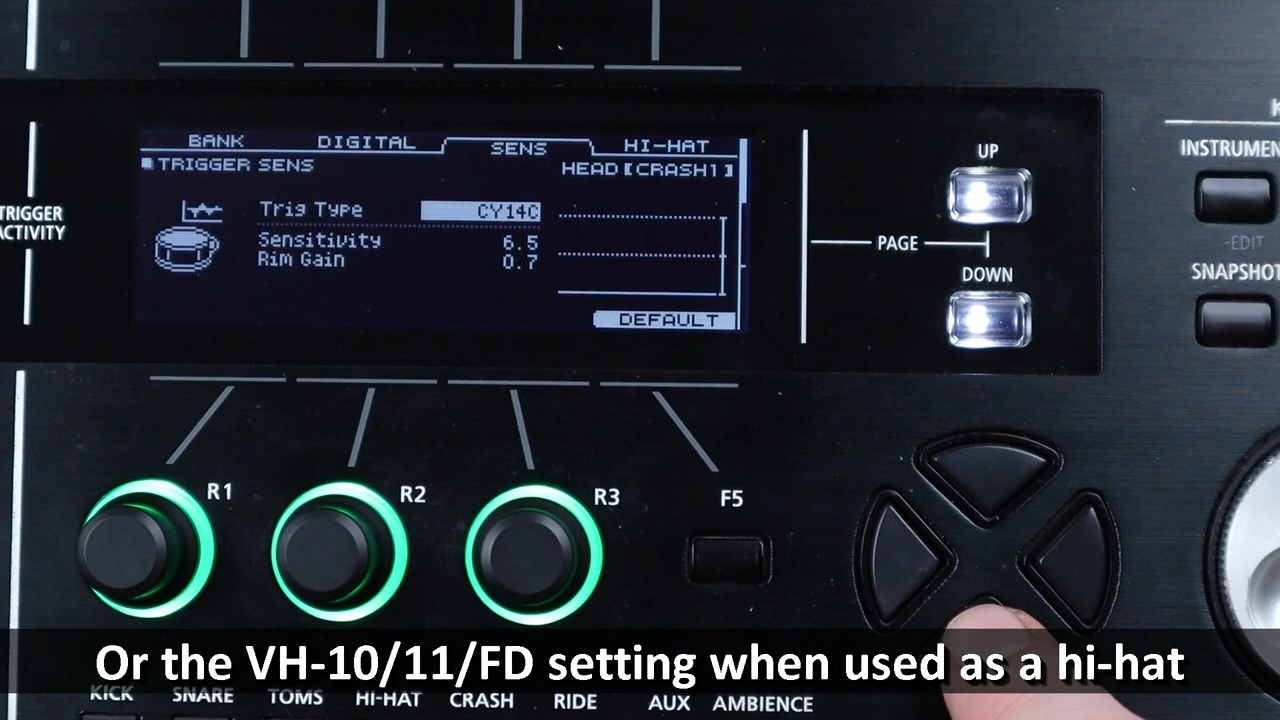 BANK DIGITAL SENS HI-HAT
TRIGGER SENS HEAD [CRASH1]
Trig Type CY14C
Sensitivity 6.5
Rim Gain 0.7
DEFAULT
TRIGGER
ACTIVITY
UP
PAGE
DOWN
INSTRUMEN
-EDIT
SNAPSHOT
R1
R2
R3
F5
Or the VH-10/11/FD setting when used as a hi-hat
KICK SNARE TOMS HI-HAT CRASH RIDE AUX AMBIENCE